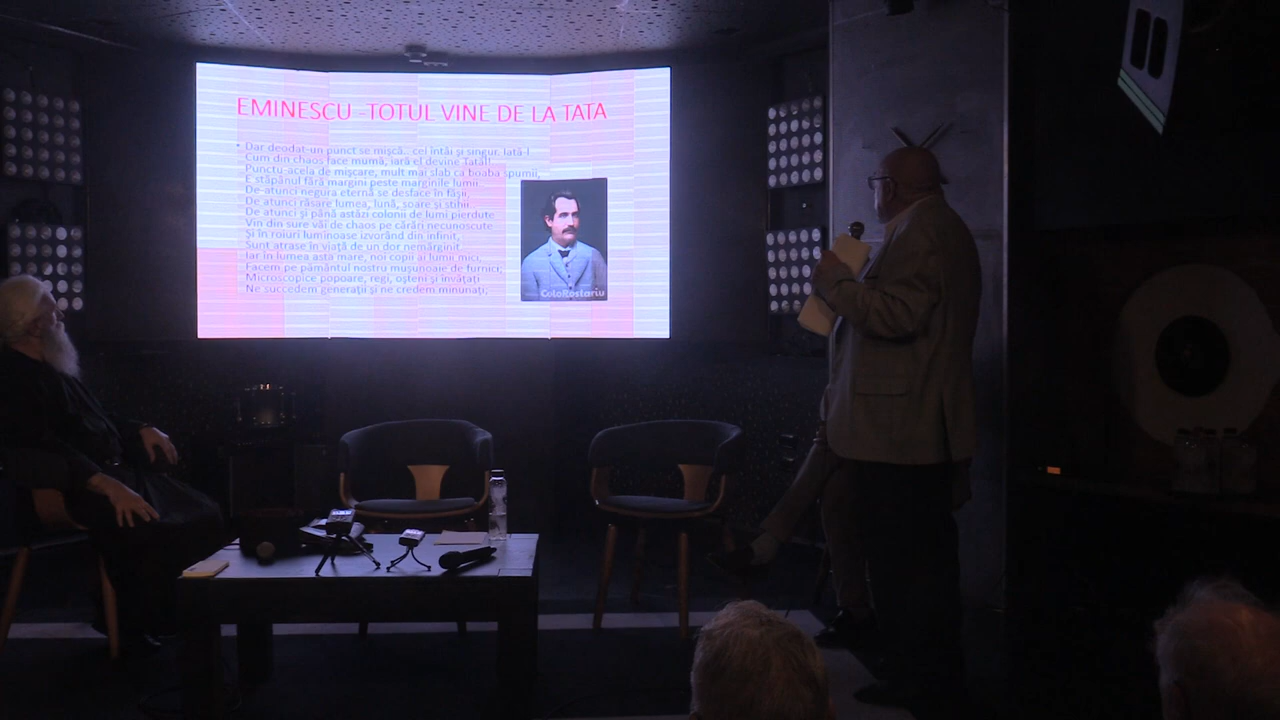 EMINESCU -TOTUL VINE DE LA TATA
• Dar deodat-un punct se mişcă.. cel întâi şi singur. Iată-l
Cum din chaos face mumă, iară el devine Tatăl!
Punctu-acela de mişcare, mult mai slab ca boaba spumii,
E stăpânul fără margini peste marginile lumii..
De-atunci negura eternă se desface în fâşii,
De atunci răsare lumea, lună, soare şi stihii..
De atunci şi până astăzi colonii de lumi pierdute
Vin din sure văi de chaos pe cărări necunoscute
Şi în roiuri luminoase izvorând din infinit,
Sunt atrase în viaţă de un dor nemărginit.
Iar în lumea asta mare, noi copii ai lumii mici,
Facem pe pământul nostru muşunoaie de furnici;
Microscopice popoare, regi, oşteni şi învăţaţi
Ne succedem generaţii şi ne credem minunaţi;
ColoRostariu